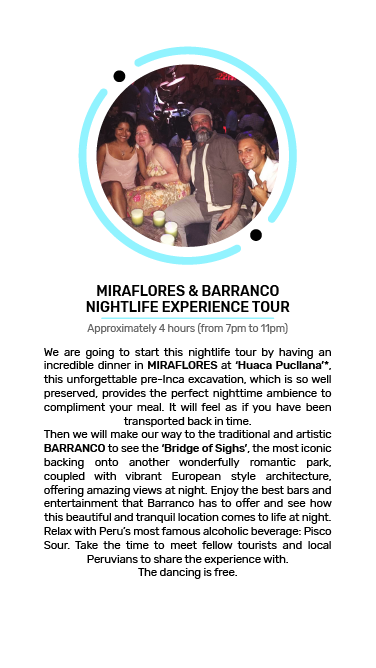 MIRAFLORES & BARRANCO
NIGHTLIFE EXPERIENCE TOUR
Approximately 4 hours (from 7pm to 11pm)
We are going to start this nightlife tour by having an
incredible dinner in MIRAFLORES at ‘Huaca Pucllana’*,
this unforgettable pre-Inca excavation, which is so well
preserved, provides the perfect nighttime ambience to
compliment your meal. It will feel as if you have been
transported back in time.
Then we will make our way to the traditional and artistic
BARRANCO to see the ‘Bridge of Sighs’, the most iconic
backing onto another wonderfully romantic park,
coupled with vibrant European style architecture,
offering amazing views at night. Enjoy the best bars and
entertainment that Barranco has to offer and see how
this beautiful and tranquil location comes to life at night.
Relax with Peru’s most famous alcoholic beverage: Pisco
Sour. Take the time to meet fellow tourists and local
Peruvians to share the experience with.
The dancing is free.